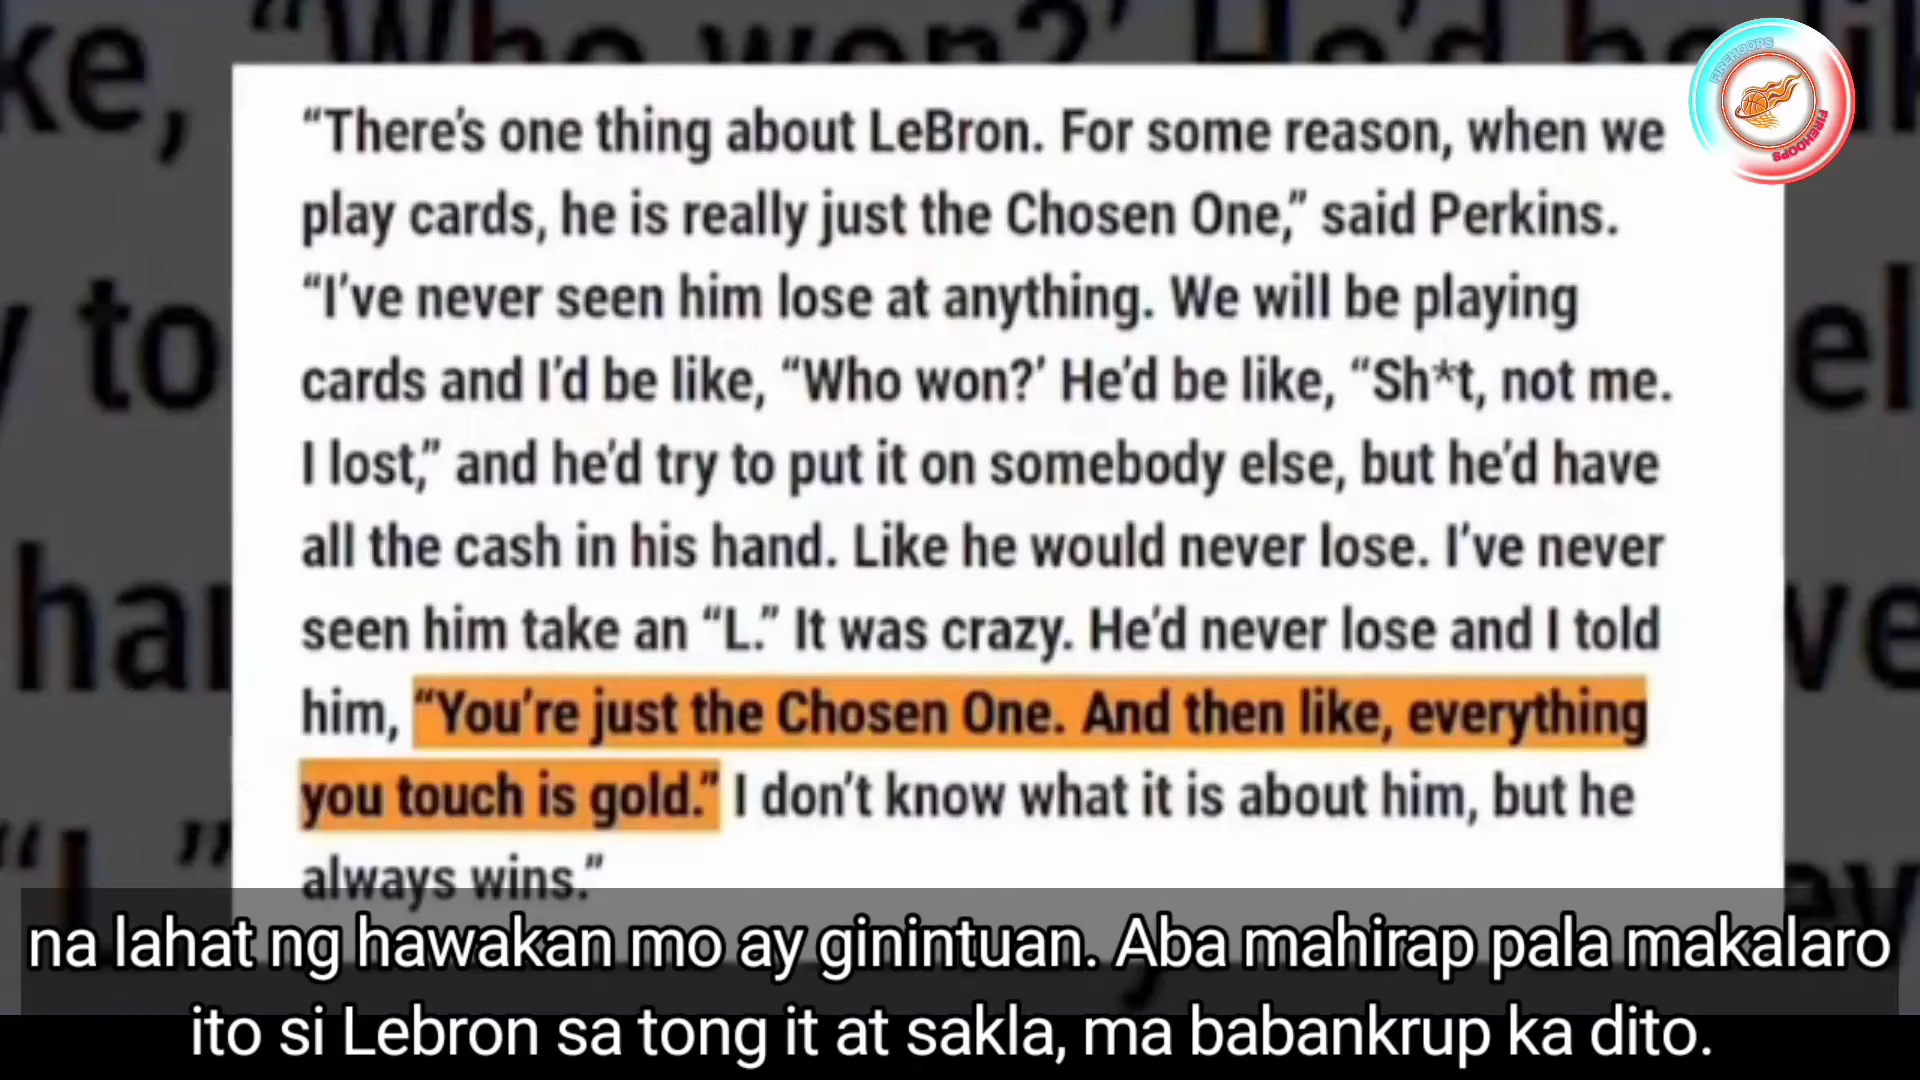 “There’s one thing about LeBron. For some reason, when we
play cards, he is really just the Chosen One,” said Perkins.
“I’ve never seen him lose at anything. We will be playing
cards and I’d be like, “Who won?’ He’d be like, “Sh*t, not me.
I lost,” and he’d try to put it on somebody else, but he’d have
all the cash in his hand. Like he would never lose. I’ve never
seen him take an “L.” It was crazy. He’d never lose and I told
him, “You’re just the Chosen One. And then like, everything
you touch is gold.” I don’t know what it is about him, but he
always wins.”
na lahat ng hawakan mo ay ginintuan. Aba mahirap pala makalaro
ito si Lebron sa tong it at sakla, ma babankrup ka dito.
FIREHOOPS
FIREHOOPS